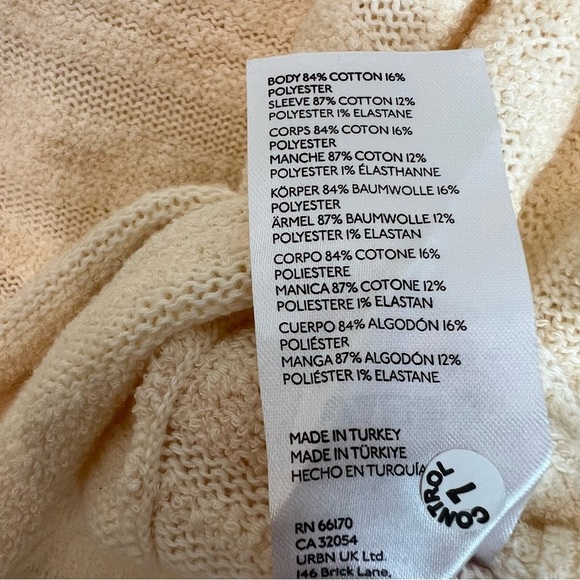 BODY 84% COTTON 16%
POLYESTER
SLEEVE 87% COTTON 12%
POLYESTER 1% ELASTANE
CORPS 84% COTON 16%
POLYESTER
MANCHE 87% COTON 12%
POLYESTER 1% ÉLASTHANNE
KÖRPER 84% BAUMWOLLE 16%
POLYESTER
ÄRMEL 87% BAUMWOLLE 12%
POLYESTER 1% ELASTAN
CORPO 84% COTONE 16%
POLIESTERE
MANICA 87% COTONE 12%
POLIESTERE 1% ELASTAN
CUERPO 84% ALGODÓN 16%
POLIÉSTER
MANGA 87% ALGODÓN 12%
POLIÉSTER 1% ELASTANE
MADE IN TURKEY
MADE IN TÜRKIYE
HECHO EN TURQUÍA
CONTROL
7
RN 66170
CA 32054
URBN UK Ltd.
146 Brick Lane,